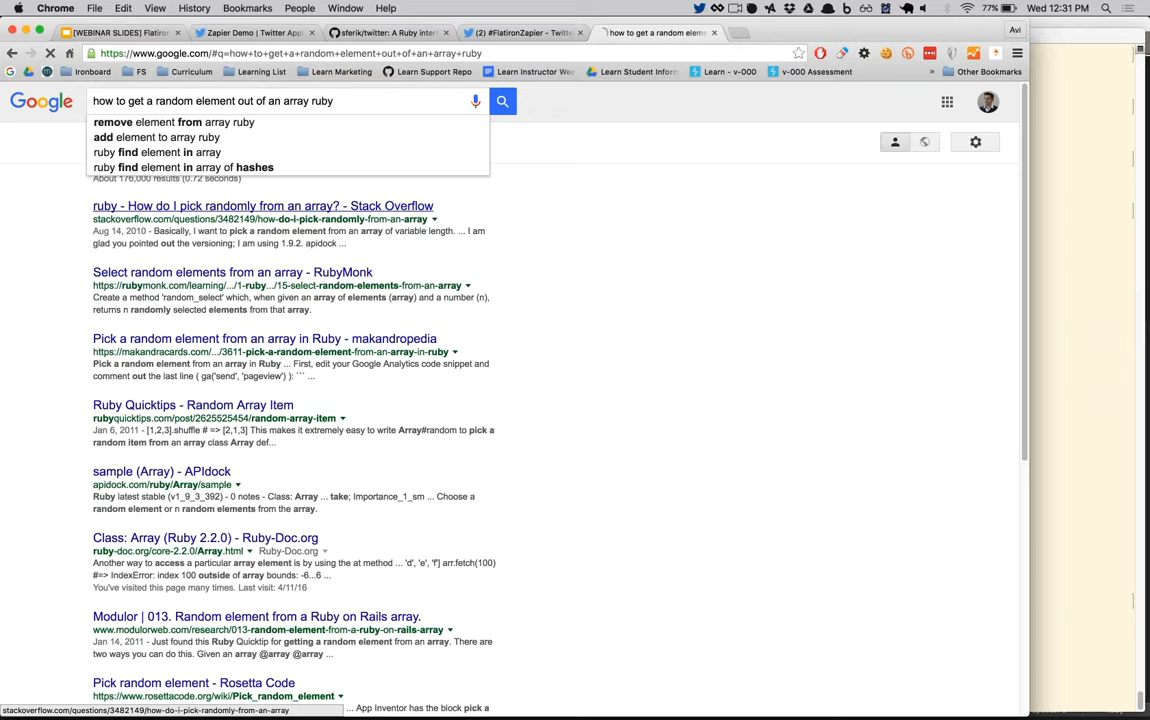 Chrome File Edit View History Bookmarks People Window Help 77% Wed 12:31 PM
[WEBINAR SLIDES] Flatiron × Zapier Demo | Twitter Appl × sferik/twitter: A Ruby inter × (2) #FlatironZapier - Twitte × how to get a random eleme × Avi
https://www.google.com/#q=how+to+get+a+random+element+out+of+an+array+ruby
Ironboard FS Curriculum Learning List Learn Marketing Learn Support Repo Learn Instructor Wee Learn Student Inform Learn - v-000 v-000 Assessment » Other Bookmarks
Google how to get a random element out of an array ruby
remove element from array ruby
add element to array ruby
ruby find element in array
ruby find element in array of hashes
About 176,000 results (0.72 seconds)
ruby - How do I pick randomly from an array? - Stack Overflow
stackoverflow.com/questions/3482149/how-do-i-pick-randomly-from-an-array
Aug 14, 2010 - Basically, I want to pick a random element from an array of variable length. ... I am
glad you pointed out the versioning; I am using 1.9.2. apidock ...
Select random elements from an array - RubyMonk
https://rubymonk.com/learning/.../1-ruby.../15-select-random-elements-from-an-array
Create a method 'random_select' which, when given an array of elements (array) and a number (n),
returns n randomly selected elements from that array.
Pick a random element from an array in Ruby - makandropedia
https://makandracards.com/.../3611-pick-a-random-element-from-an-array-in-ruby
Pick a random element from an array in Ruby ... First, edit your Google Analytics code snippet and
comment out the last line ( ga('send', 'pageview') ): ``` ...
Ruby Quicktips - Random Array Item
rubyquicktips.com/post/2625525454/random-array-item
Jan 6, 2011 - [1,2,3].shuffle # => [2,1,3] This makes it extremely easy to write Array#random to pick a
random item from an array class Array def...
sample (Array) - APIdock
apidock.com/ruby/Array/sample
Ruby latest stable (v1_9_3_392) - 0 notes - Class: Array ... take; Importance_1_sm ... Choose a
random element or n random elements from the array.
Class: Array (Ruby 2.2.0) - Ruby-Doc.org
ruby-doc.org/core-2.2.0/Array.html Ruby-Doc.org
Another way to access a particular array element is by using the at method ... 'd', 'e', 'f'] arr.fetch(100)
#=> IndexError: index 100 outside of array bounds: -6...6 ...
You've visited this page many times. Last visit: 4/11/16
Modulor | 013. Random element from a Ruby on Rails array.
www.modulorweb.com/research/013-random-element-from-a-ruby-on-rails-array
Jan 14, 2011 - Just found this Ruby Quicktip for getting a random element from an array. There are
two ways you can do this. Given an array @array @array ...
Pick random element - Rosetta Code
https://www.rosettacode.org/wiki/Pick_random_element
... App Inventor has the block pick a
stackoverflow.com/questions/3482149/how-do-i-pick-randomly-from-an-array